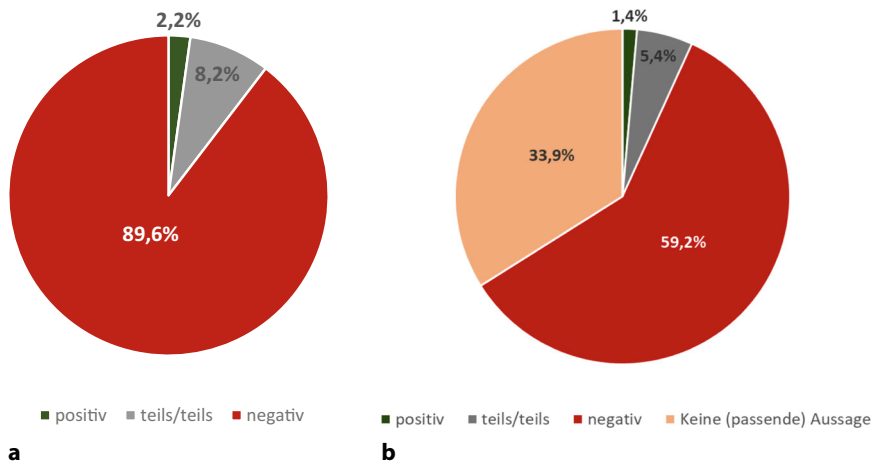 2,2%
8,2%
89,6%
positiv teils/teils negativ
a
1,4%
5,4%
33,9%
59,2%
positiv teils/teils negativ Keine (passende) Aussage
b